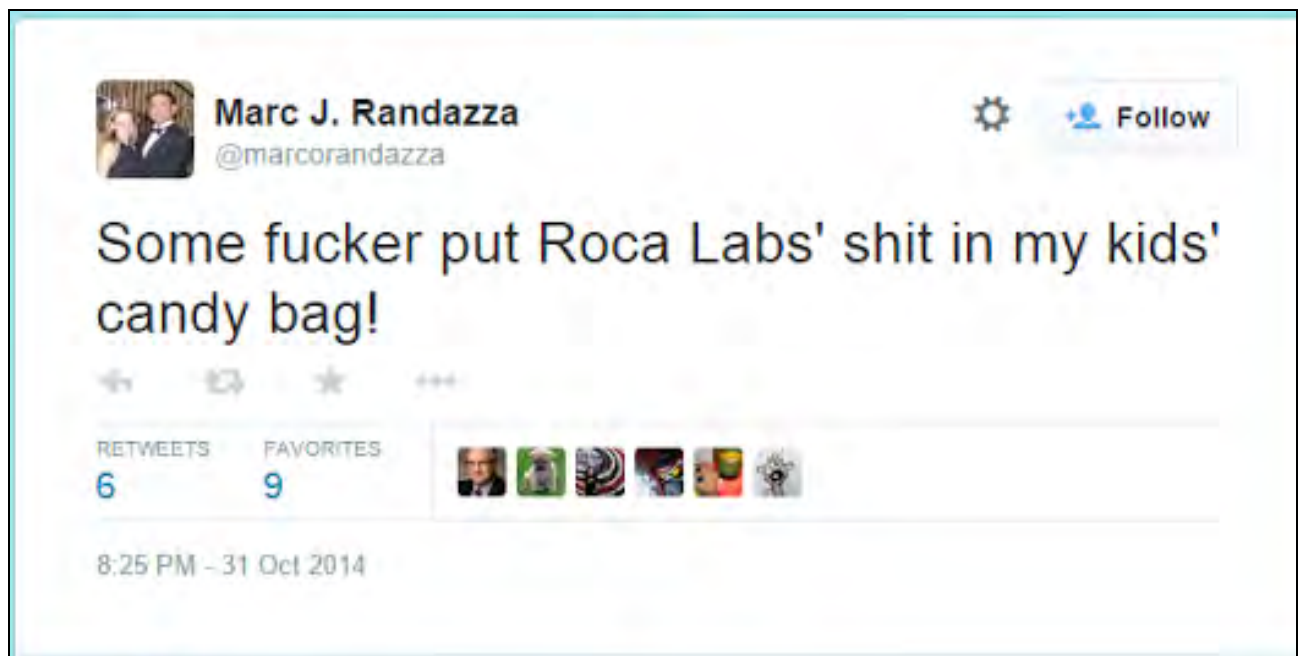 Marc J. Randazza
@marcorandazza
Follow
Some fucker put Roca Labs' shit in my kids'
candy bag!
RETWEETS FAVORITES
6 9
8:25 PM - 31 Oct 2014